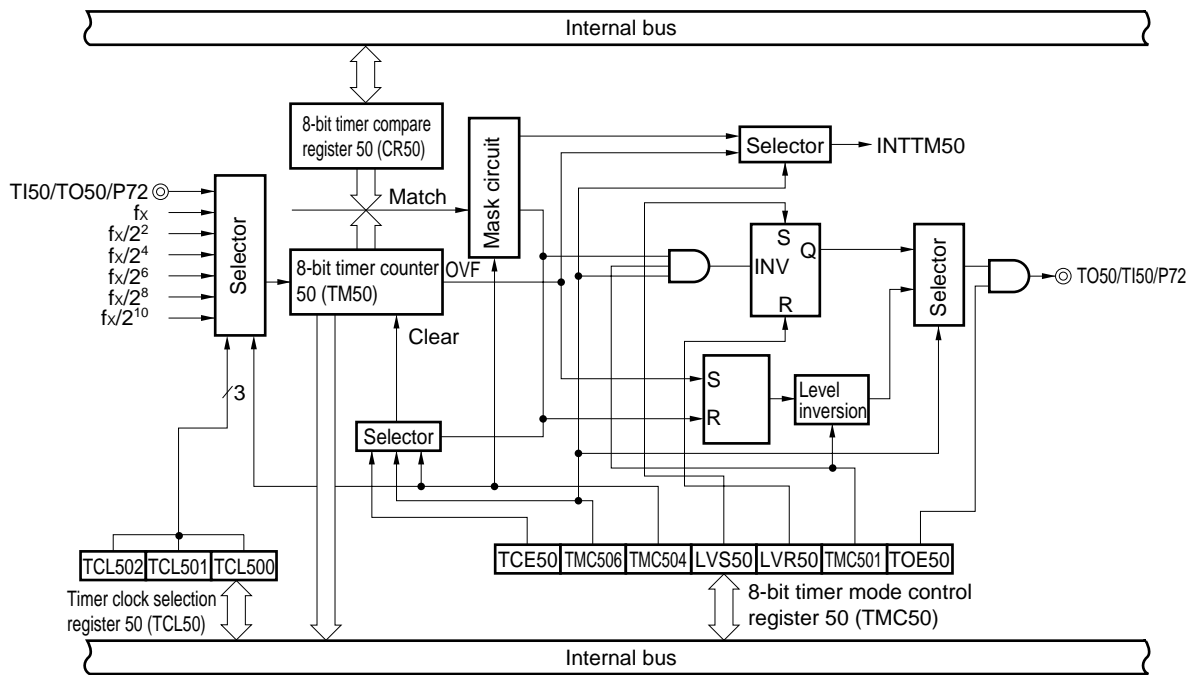 Internal bus
8-bit timer compare
register 50 (CR50)
Mask circuit
Selector
INTTM50
TI50/TO50/P72
Match
fX
fX/2²
fX/2⁴
fX/2⁶
fX/2⁸
fX/2¹⁰
Selector
8-bit timer counter
50 (TM50)
OVF
Clear
S
Q
INV
R
Selector
TO50/TI50/P72
3
S
R
Level
inversion
Selector
TCE50 TMC506 TMC504 LVS50 LVR50 TMC501 TOE50
TCL502 TCL501 TCL500
Timer clock selection
register 50 (TCL50)
8-bit timer mode control
register 50 (TMC50)
Internal bus